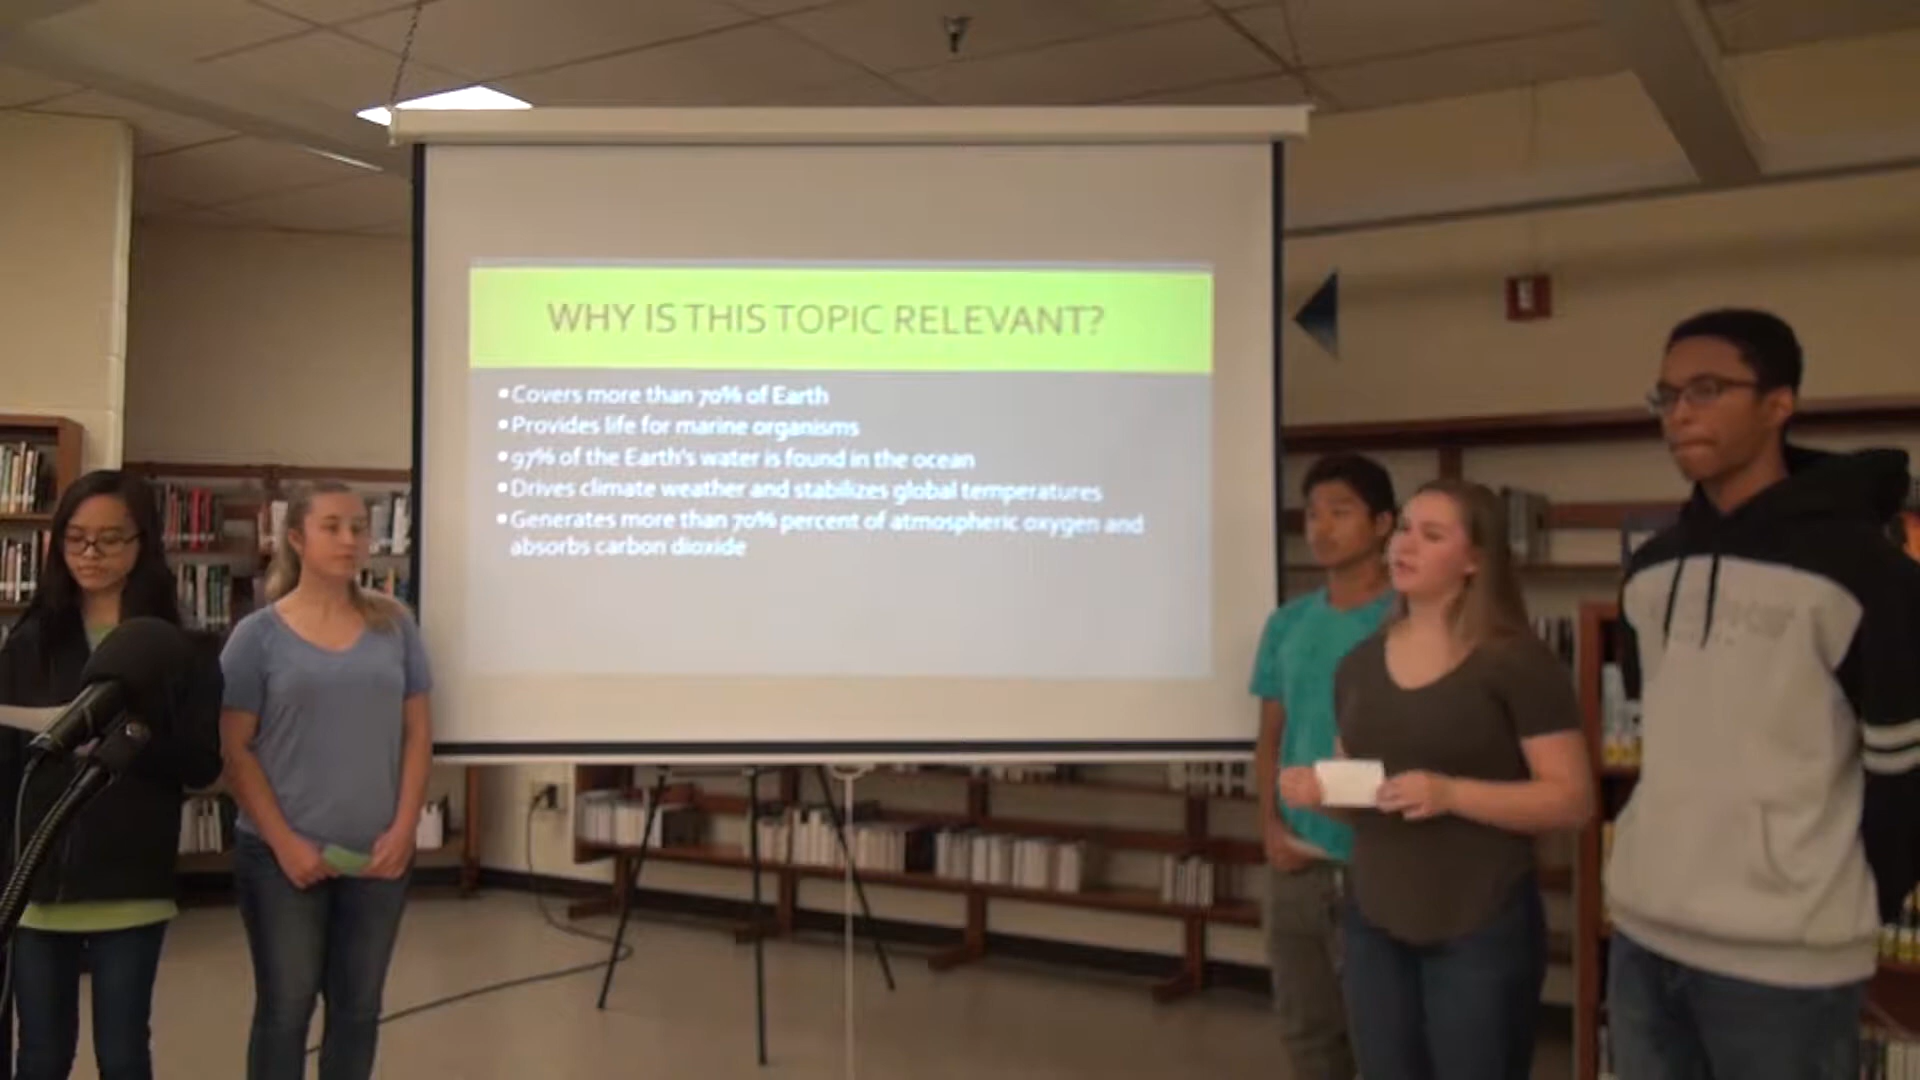 WHY IS THIS TOPIC RELEVANT?
▪Covers more than 70% of Earth
▪Provides life for marine organisms
▪97% of the Earth's water is found in the ocean
▪Drives climate weather and stabilizes global temperatures
▪Generates more than 70% percent of atmospheric oxygen and
absorbs carbon dioxide